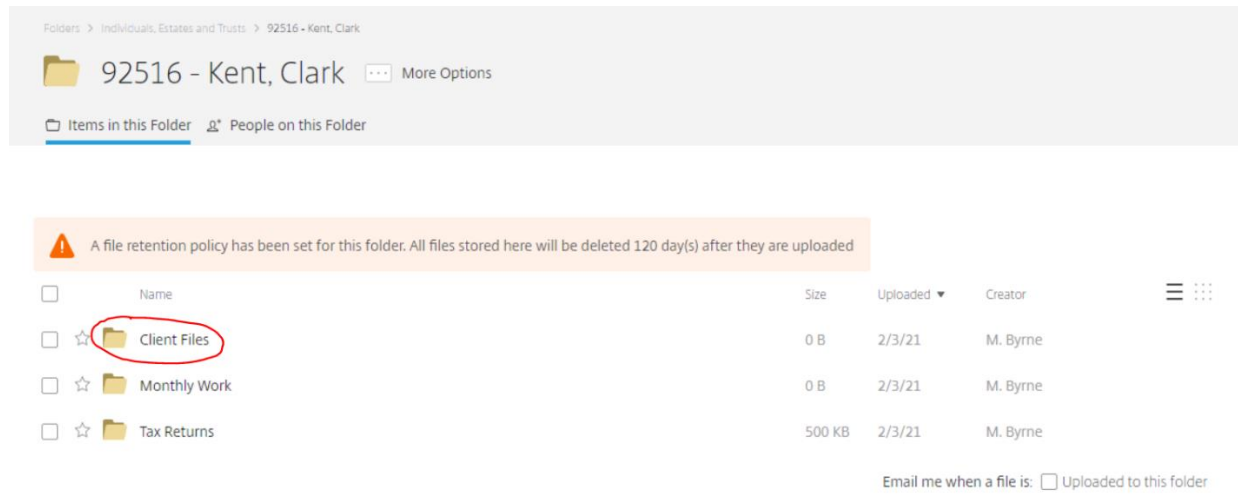 Folders > Individuals, Estates and Trusts > 92516 - Kent, Clark
92516 - Kent, Clark ··· More Options
Items in this Folder People on this Folder
A file retention policy has been set for this folder. All files stored here will be deleted 120 day(s) after they are uploaded
Name Size Uploaded ▼ Creator
Client Files 0 B 2/3/21 M. Byrne
Monthly Work 0 B 2/3/21 M. Byrne
Tax Returns 500 KB 2/3/21 M. Byrne
Email me when a file is: Uploaded to this folder